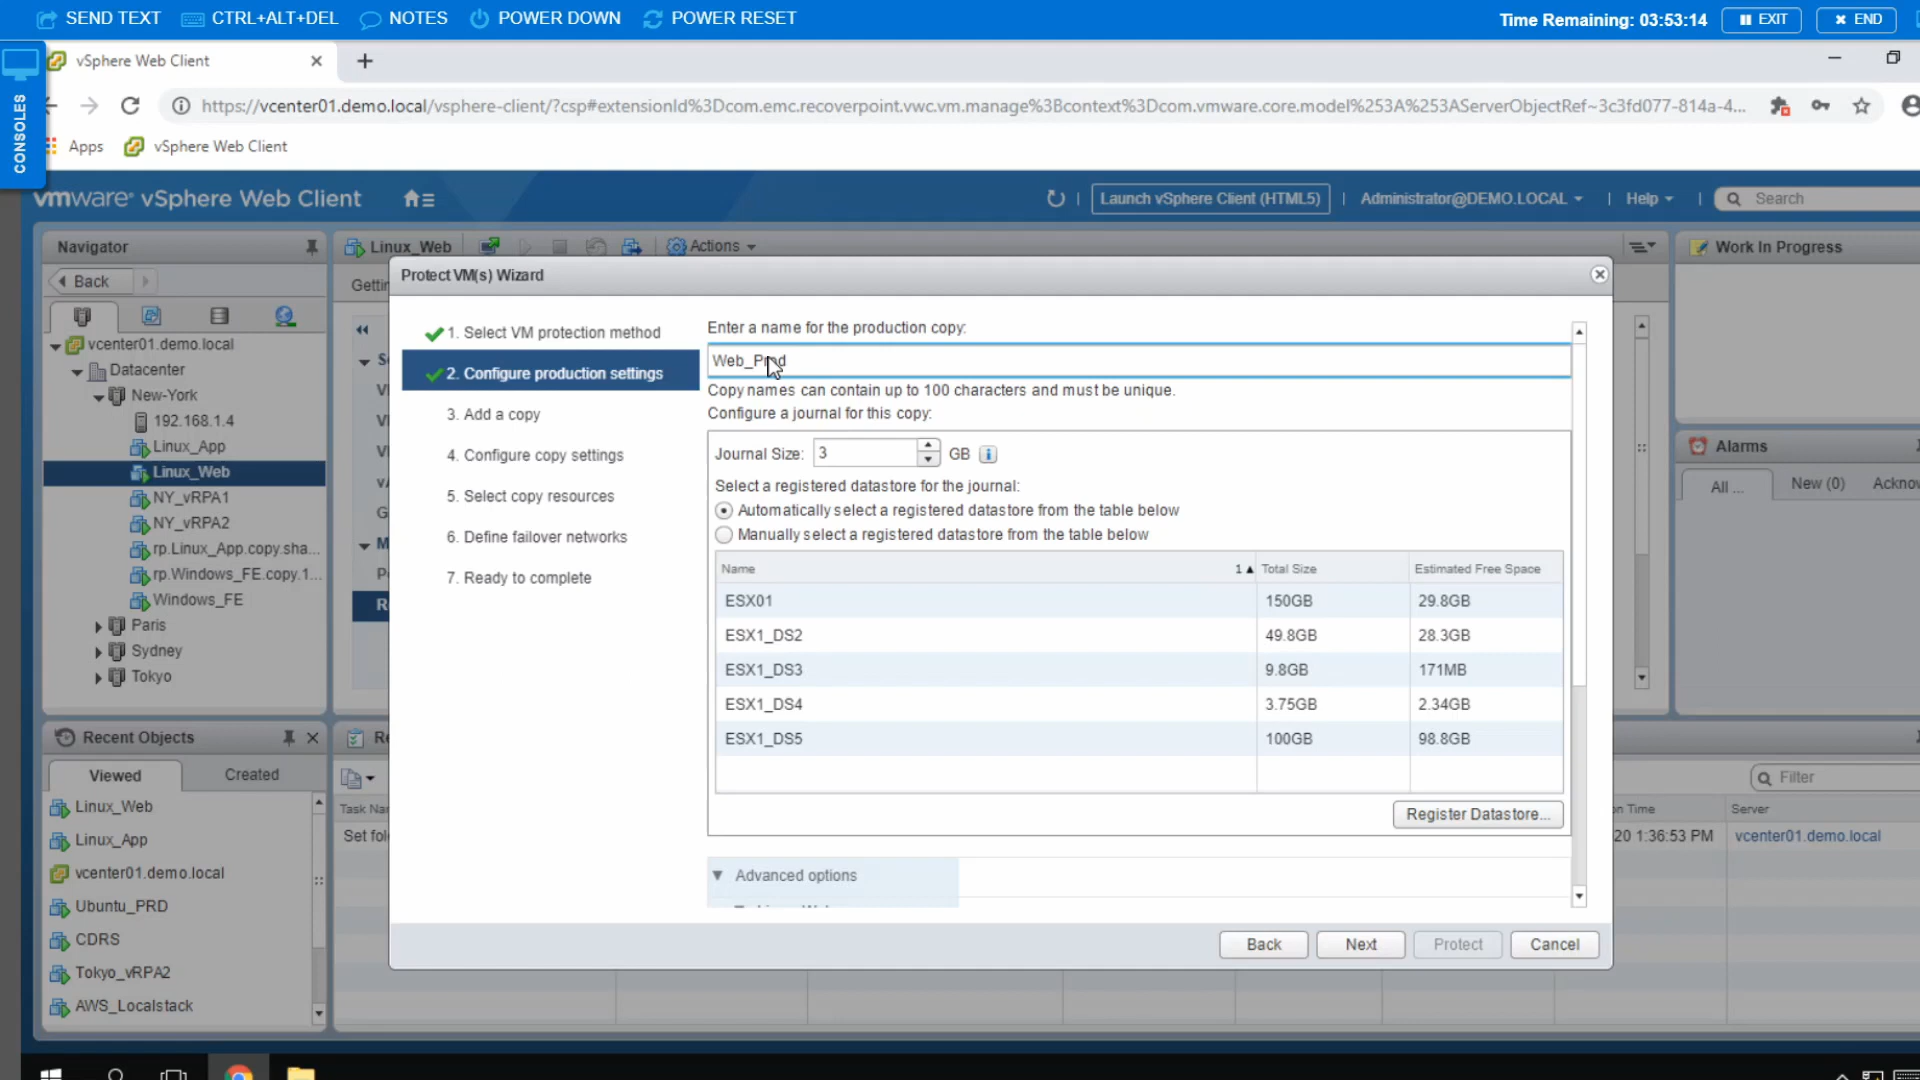 SEND TEXT CTRL+ALT+DEL NOTES POWER DOWN POWER RESET Time Remaining: 03:53:14 EXIT END
CONSOLES
vSphere Web Client
https://vcenter01.demo.local/vsphere-client/?csp#extensionId%3Dcom.emc.recoverpoint.vwc.vm.manage%3Bcontext%3Dcom.vmware.core.model%253A%253AServerObjectRef~3c3fd077-814a-4...
Apps vSphere Web Client
vmware vSphere Web Client Launch vSphere Client (HTML5) Administrator@DEMO.LOCAL Help Search
Navigator
Back
vcenter01.demo.local
Datacenter
New-York
192.168.1.4
Linux_App
Linux_Web
NY_vRPA1
NY_vRPA2
rp.Linux_App.copy.sha...
rp.Windows_FE.copy.1...
Windows_FE
Paris
Sydney
Tokyo
Recent Objects
Viewed Created
Linux_Web
Linux_App
vcenter01.demo.local
Ubuntu_PRD
CDRS
Tokyo_vRPA2
AWS_Localstack
Linux_Web Actions
Protect VM(s) Wizard
1. Select VM protection method
2. Configure production settings
3. Add a copy
4. Configure copy settings
5. Select copy resources
6. Define failover networks
7. Ready to complete
Enter a name for the production copy:
Web_Prod
Copy names can contain up to 100 characters and must be unique.
Configure a journal for this copy:
Journal Size: 3 GB
Select a registered datastore for the journal:
Automatically select a registered datastore from the table below
Manually select a registered datastore from the table below
Name 1 Total Size Estimated Free Space
ESX01 150GB 29.8GB
ESX1_DS2 49.8GB 28.3GB
ESX1_DS3 9.8GB 171MB
ESX1_DS4 3.75GB 2.34GB
ESX1_DS5 100GB 98.8GB
Register Datastore...
Advanced options
Back Next Protect Cancel
Work In Progress
Alarms
All ... New (0) Acknow
Filter
Server
20 1:36:53 PM vcenter01.demo.local